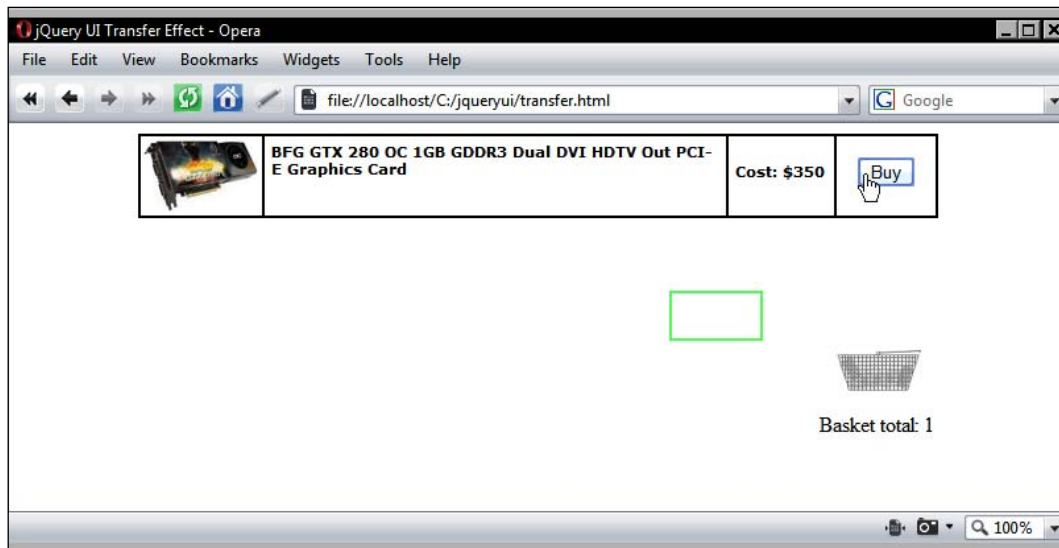 jQuery UI Transfer Effect - Opera
File Edit View Bookmarks Widgets Tools Help
file://localhost/C:/jqueryui/transfer.html
G Google
BFG GTX 280 OC 1GB GDDR3 Dual DVI HDTV Out PCI-
E Graphics Card
Cost: $350
Buy
Basket total: 1
100%